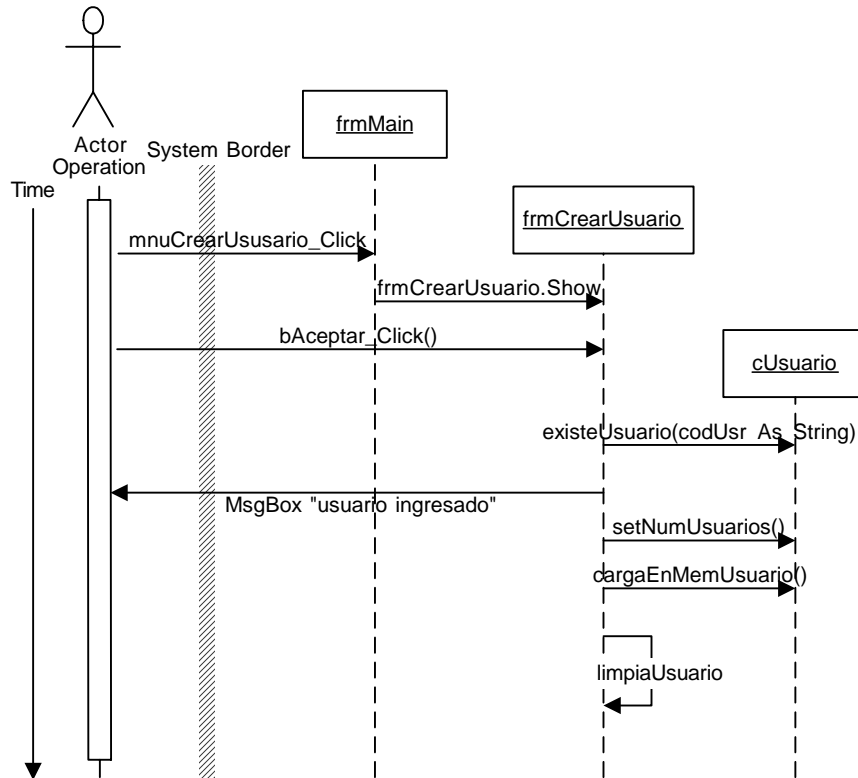 frmMain
Actor
Operation
System Border
Time
frmCrearUsuario
mnuCrearUsusario_Click
frmCrearUsuario.Show
bAceptar_Click()
cUsuario
existeUsuario(codUsr As String)
MsgBox "usuario ingresado"
setNumUsuarios()
cargaEnMemUsuario()
limpiaUsuario